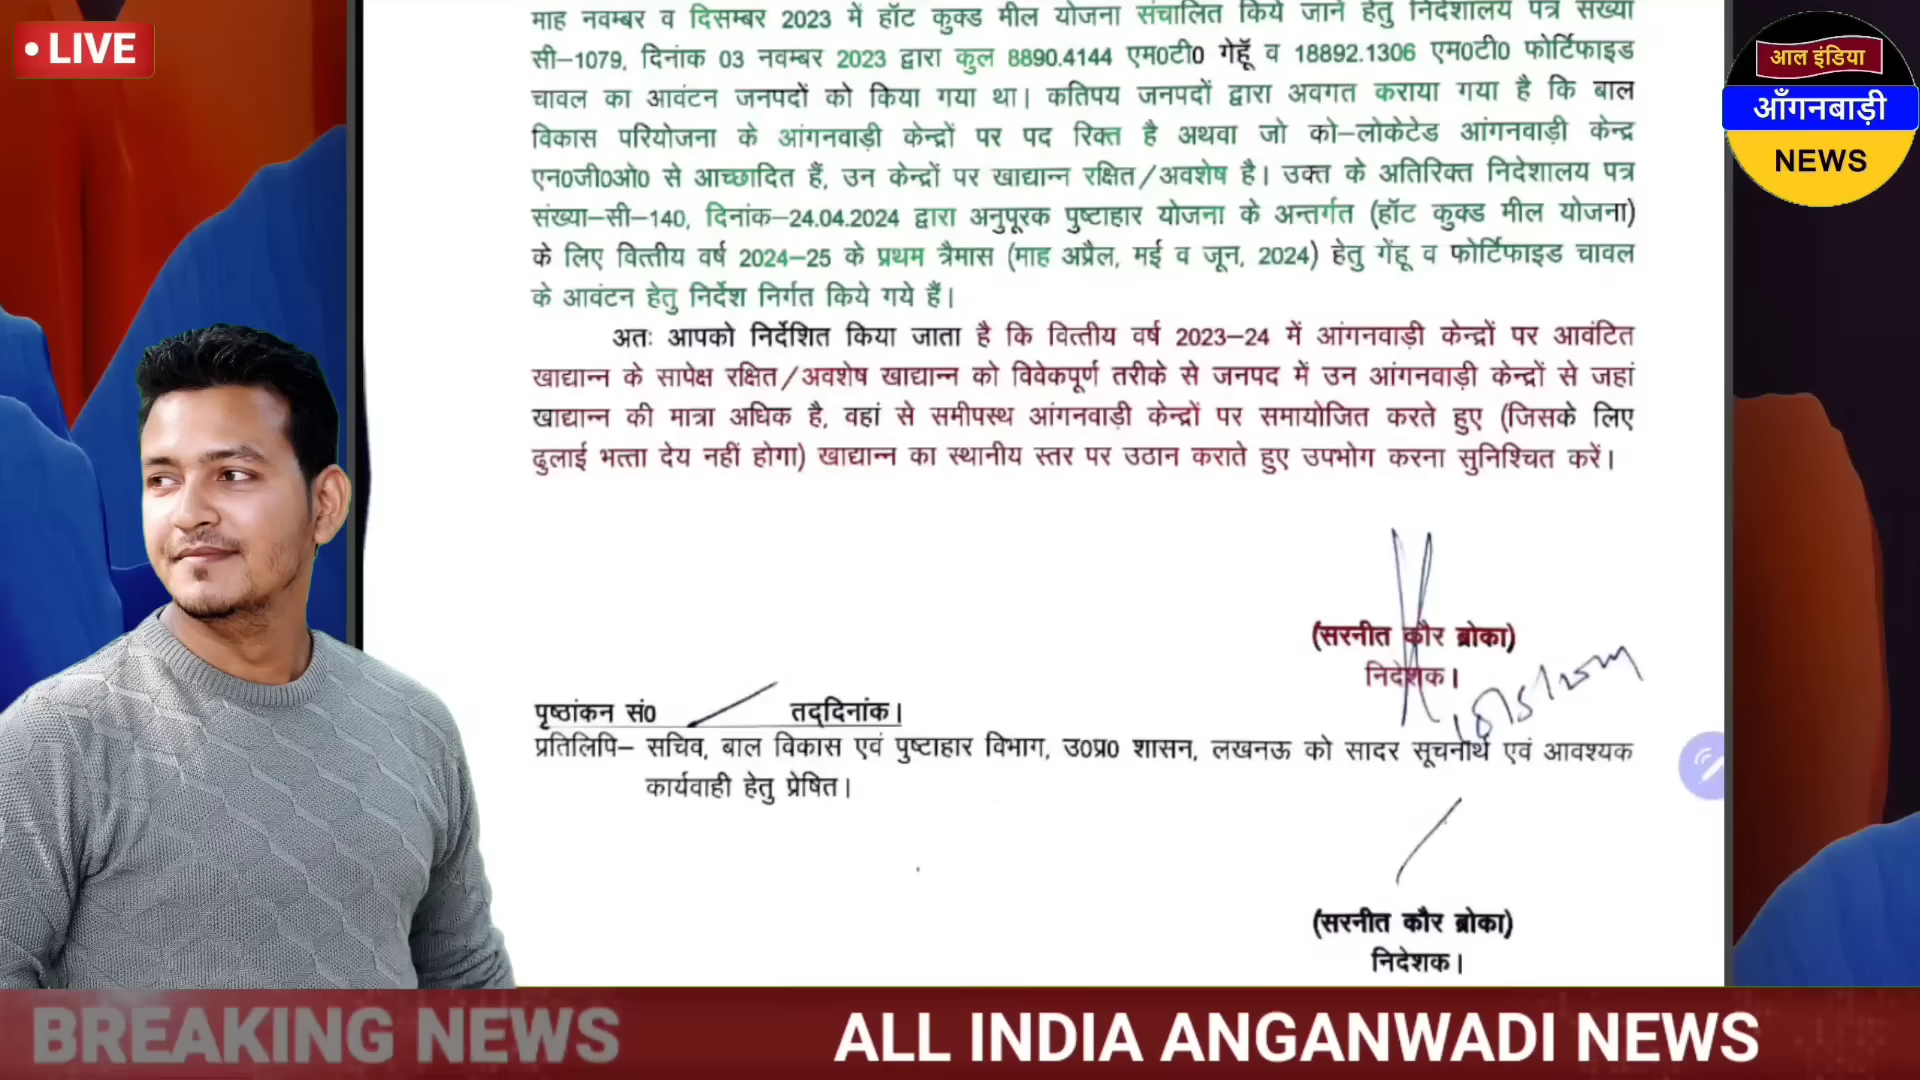 • LIVE
आल इंडिया
आँगनबाड़ी
NEWS
माह नवम्बर व दिसम्बर 2023 में हॉट कुक्ड मील योजना संचालित किये जाने हेतु निदेशालय पत्र संख्या
सी–1079, दिनांक 03 नवम्बर 2023 द्वारा कुल 8890.4144 एम0टी0 गेहूँ व 18892.1306 एम0टी0 फोर्टिफाइड
चावल का आवंटन जनपदों को किया गया था। कतिपय जनपदों द्वारा अवगत कराया गया है कि बाल
विकास परियोजना के आंगनवाड़ी केन्द्रों पर पद रिक्त है अथवा जो को–लोकेटेड आंगनवाड़ी केन्द्र
एन0जी0ओ0 से आच्छादित हैं, उन केन्द्रों पर खाद्यान्न रक्षित/अवशेष है। उक्त के अतिरिक्त निदेशालय पत्र
संख्या–सी–140, दिनांक–24.04.2024 द्वारा अनुपूरक पुष्टाहार योजना के अन्तर्गत (हॉट कुक्ड मील योजना)
के लिए वित्तीय वर्ष 2024–25 के प्रथम त्रैमास (माह अप्रैल, मई व जून, 2024) हेतु गेंहू व फोर्टिफाइड चावल
के आवंटन हेतु निर्देश निर्गत किये गये हैं।
अतः आपको निर्देशित किया जाता है कि वित्तीय वर्ष 2023–24 में आंगनवाड़ी केन्द्रों पर आवंटित
खाद्यान्न के सापेक्ष रक्षित/अवशेष खाद्यान्न को विवेकपूर्ण तरीके से जनपद में उन आंगनवाड़ी केन्द्रों से जहां
खाद्यान्न की मात्रा अधिक है, वहां से समीपस्थ आंगनवाड़ी केन्द्रों पर समायोजित करते हुए (जिसके लिए
ढुलाई भत्ता देय नहीं होगा) खाद्यान्न का स्थानीय स्तर पर उठान कराते हुए उपभोग करना सुनिश्चित करें।
(सरनीत कौर ब्रोका)
निदेशक।
पृष्ठांकन सं0 तद्दिनांक।
प्रतिलिपि– सचिव, बाल विकास एवं पुष्टाहार विभाग, उ0प्र0 शासन, लखनऊ को सादर सूचनार्थ एवं आवश्यक
कार्यवाही हेतु प्रेषित।
(सरनीत कौर ब्रोका)
निदेशक।
BREAKING NEWS
ALL INDIA ANGANWADI NEWS